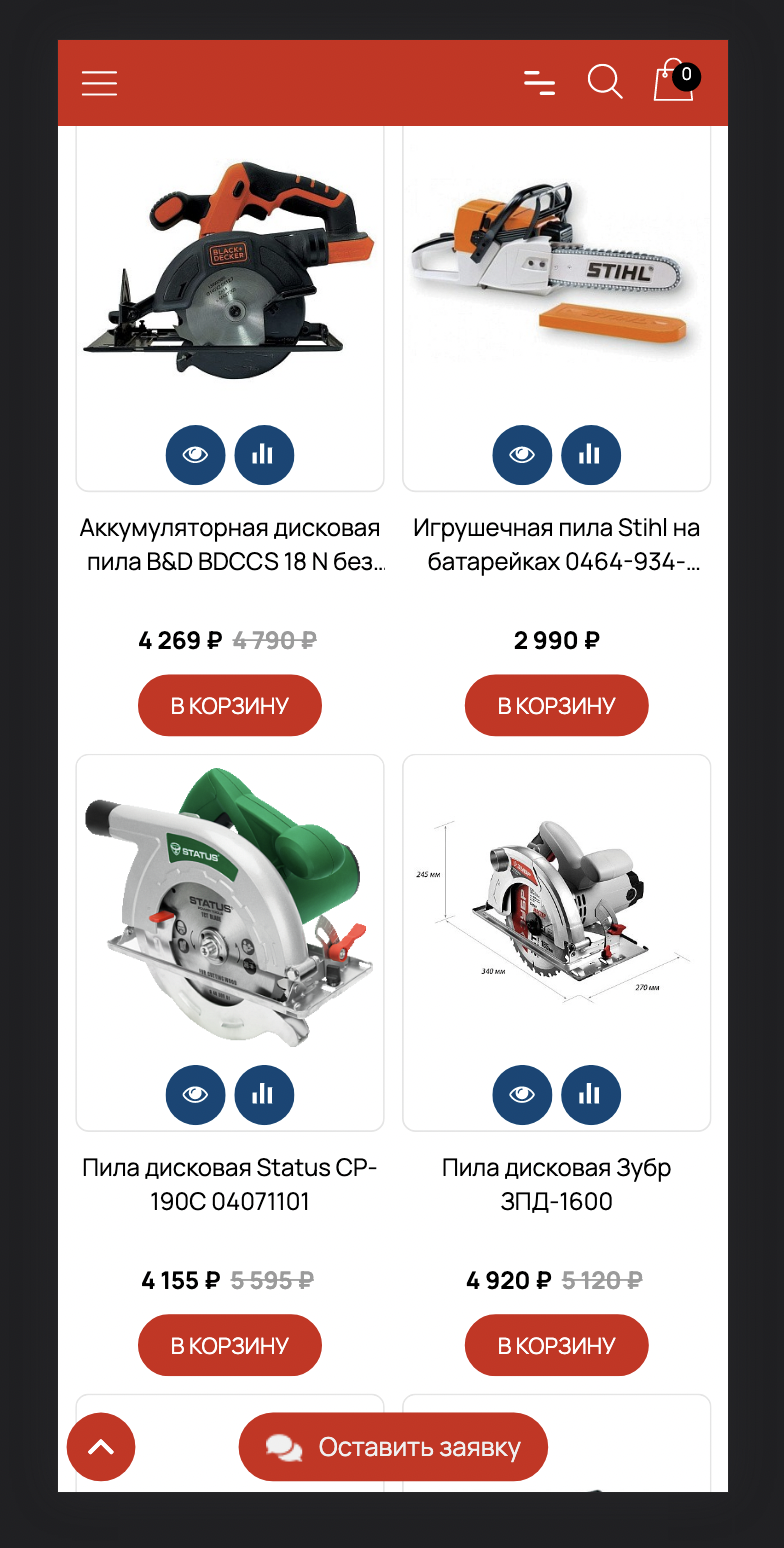 0
BLACK+
DECKER
STIHL
Аккумуляторная дисковая
пила B&D BDCCS 18 N без...
Игрушечная пила Stihl на
батарейках 0464-934-...
4 269 ₽ 4 790 ₽
2 990 ₽
В КОРЗИНУ
В КОРЗИНУ
STATUS
STATUS
245 мм
ЗУБР
340 мм
270 мм
Пила дисковая Status CP-
190C 04071101
Пила дисковая Зубр
ЗПД-1600
4 155 ₽ 5 595 ₽
4 920 ₽ 5 120 ₽
В КОРЗИНУ
В КОРЗИНУ
Оставить заявку